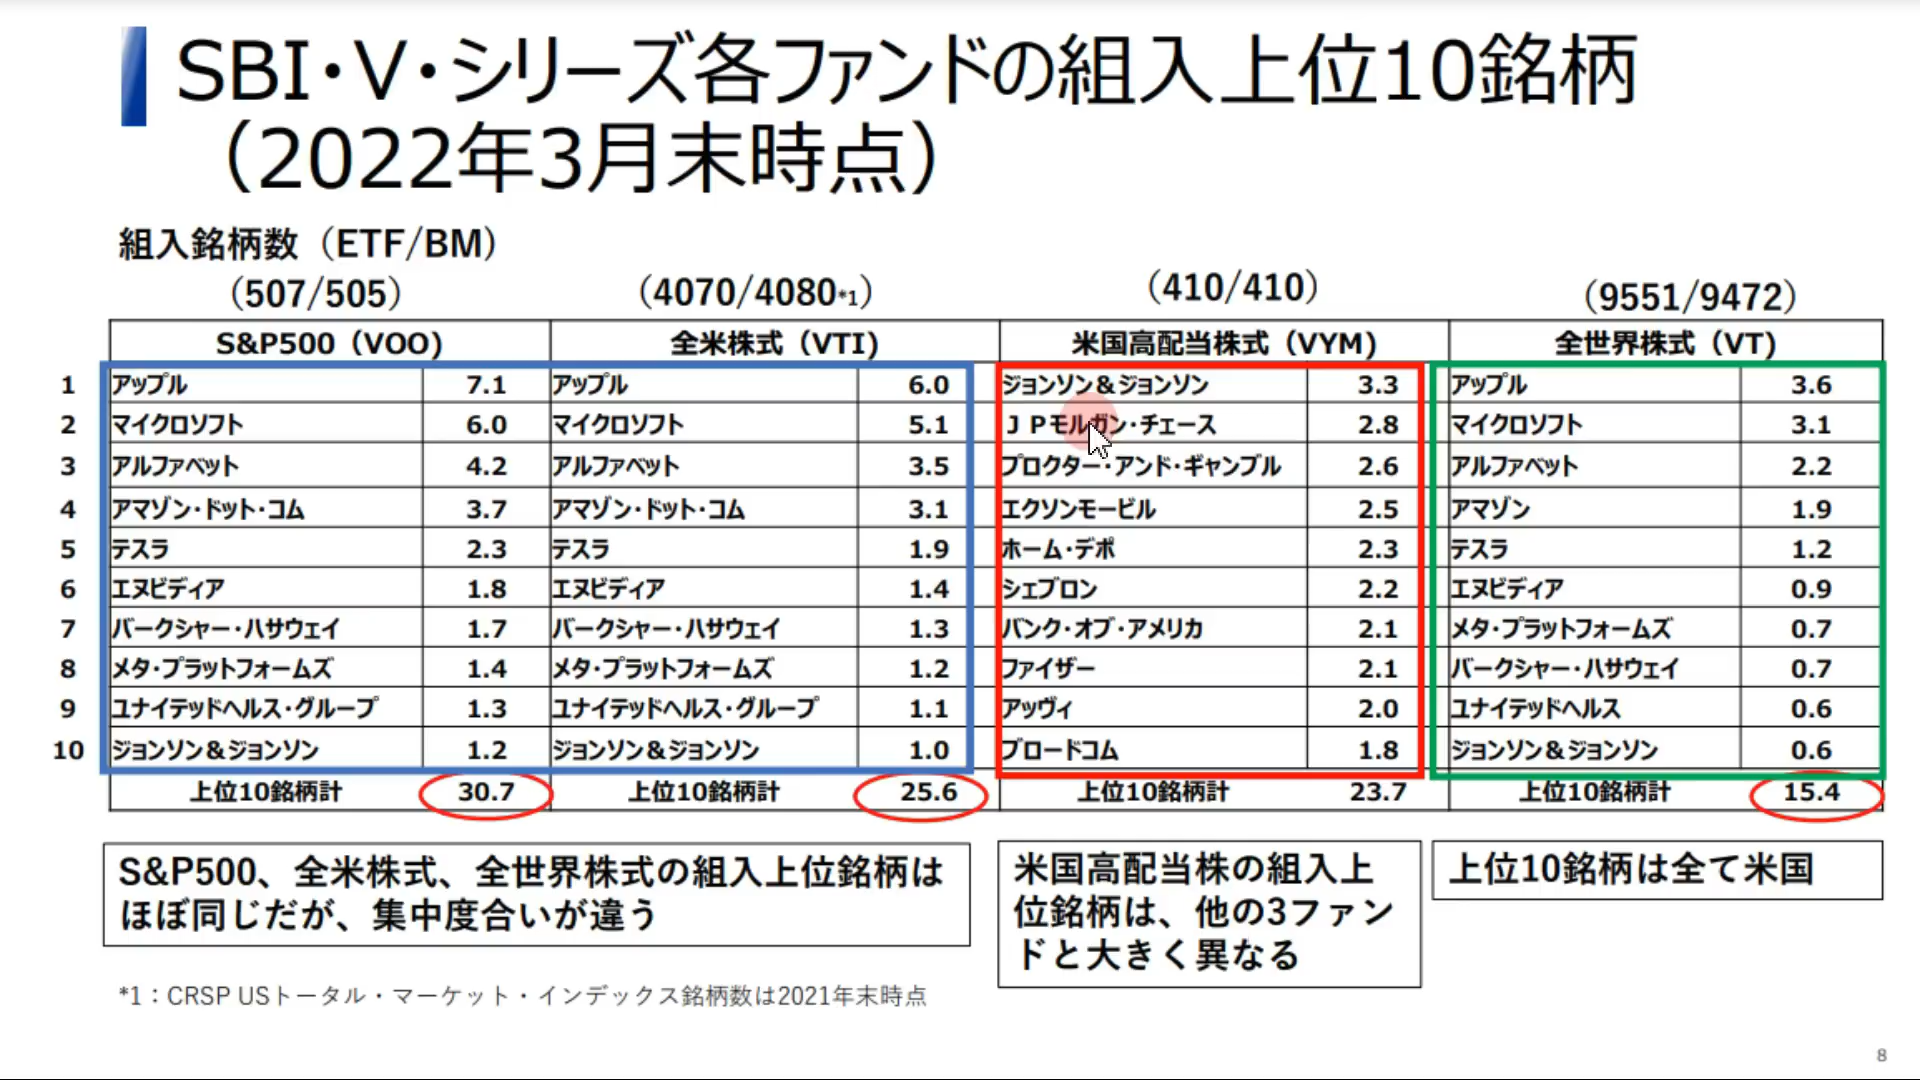 SBI・V・シリーズ各ファンドの組入上位10銘柄
（2022年3月末時点）
組入銘柄数（ETF/BM）
（507/505） （4070/4080*1） （410/410） （9551/9472）
S&P500（VOO） 全米株式（VTI） 米国高配当株式（VYM） 全世界株式（VT）
1 アップル 7.1 アップル 6.0 ジョンソン＆ジョンソン 3.3 アップル 3.6
2 マイクロソフト 6.0 マイクロソフト 5.1 ＪＰモルガン・チェース 2.8 マイクロソフト 3.1
3 アルファベット 4.2 アルファベット 3.5 プロクター・アンド・ギャンブル 2.6 アルファベット 2.2
4 アマゾン・ドット・コム 3.7 アマゾン・ドット・コム 3.1 エクソンモービル 2.5 アマゾン 1.9
5 テスラ 2.3 テスラ 1.9 ホーム・デポ 2.3 テスラ 1.2
6 エヌビディア 1.8 エヌビディア 1.4 シェブロン 2.2 エヌビディア 0.9
7 バークシャー・ハサウェイ 1.7 バークシャー・ハサウェイ 1.3 バンク・オブ・アメリカ 2.1 メタ・プラットフォームズ 0.7
8 メタ・プラットフォームズ 1.4 メタ・プラットフォームズ 1.2 ファイザー 2.1 バークシャー・ハサウェイ 0.7
9 ユナイテッドヘルス・グループ 1.3 ユナイテッドヘルス・グループ 1.1 アッヴィ 2.0 ユナイテッドヘルス 0.6
10 ジョンソン＆ジョンソン 1.2 ジョンソン＆ジョンソン 1.0 ブロードコム 1.8 ジョンソン＆ジョンソン 0.6
上位10銘柄計 30.7 上位10銘柄計 25.6 上位10銘柄計 23.7 上位10銘柄計 15.4
S&P500、全米株式、全世界株式の組入上位銘柄は
ほぼ同じだが、集中度合いが違う
米国高配当株の組入上
位銘柄は、他の3ファン
ドと大きく異なる
上位10銘柄は全て米国
*1：CRSP USトータル・マーケット・インデックス銘柄数は2021年末時点
8